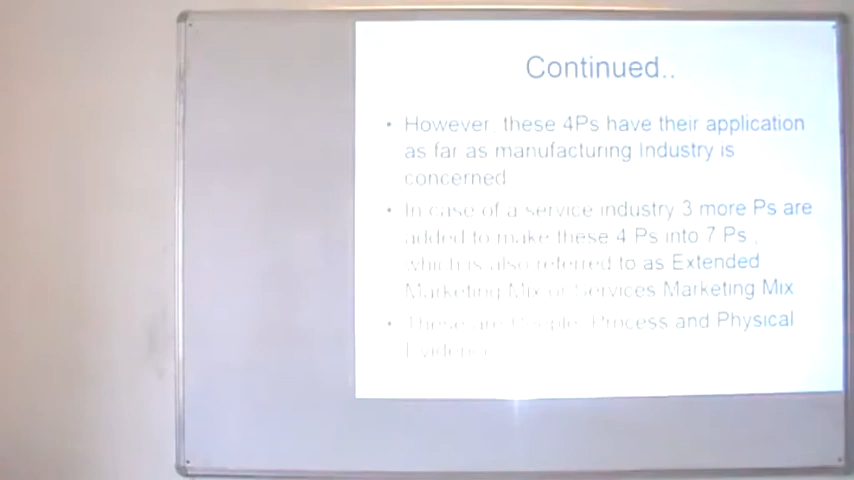 Continued..
• However, these 4Ps have their application
as far as manufacturing Industry is
concerned
• In case of a service industry 3 more Ps are
added to make these 4 Ps into 7 Ps ,
which is also referred to as Extended
Marketing Mix or Services Marketing Mix
• These are People, Process and Physical
Evidence